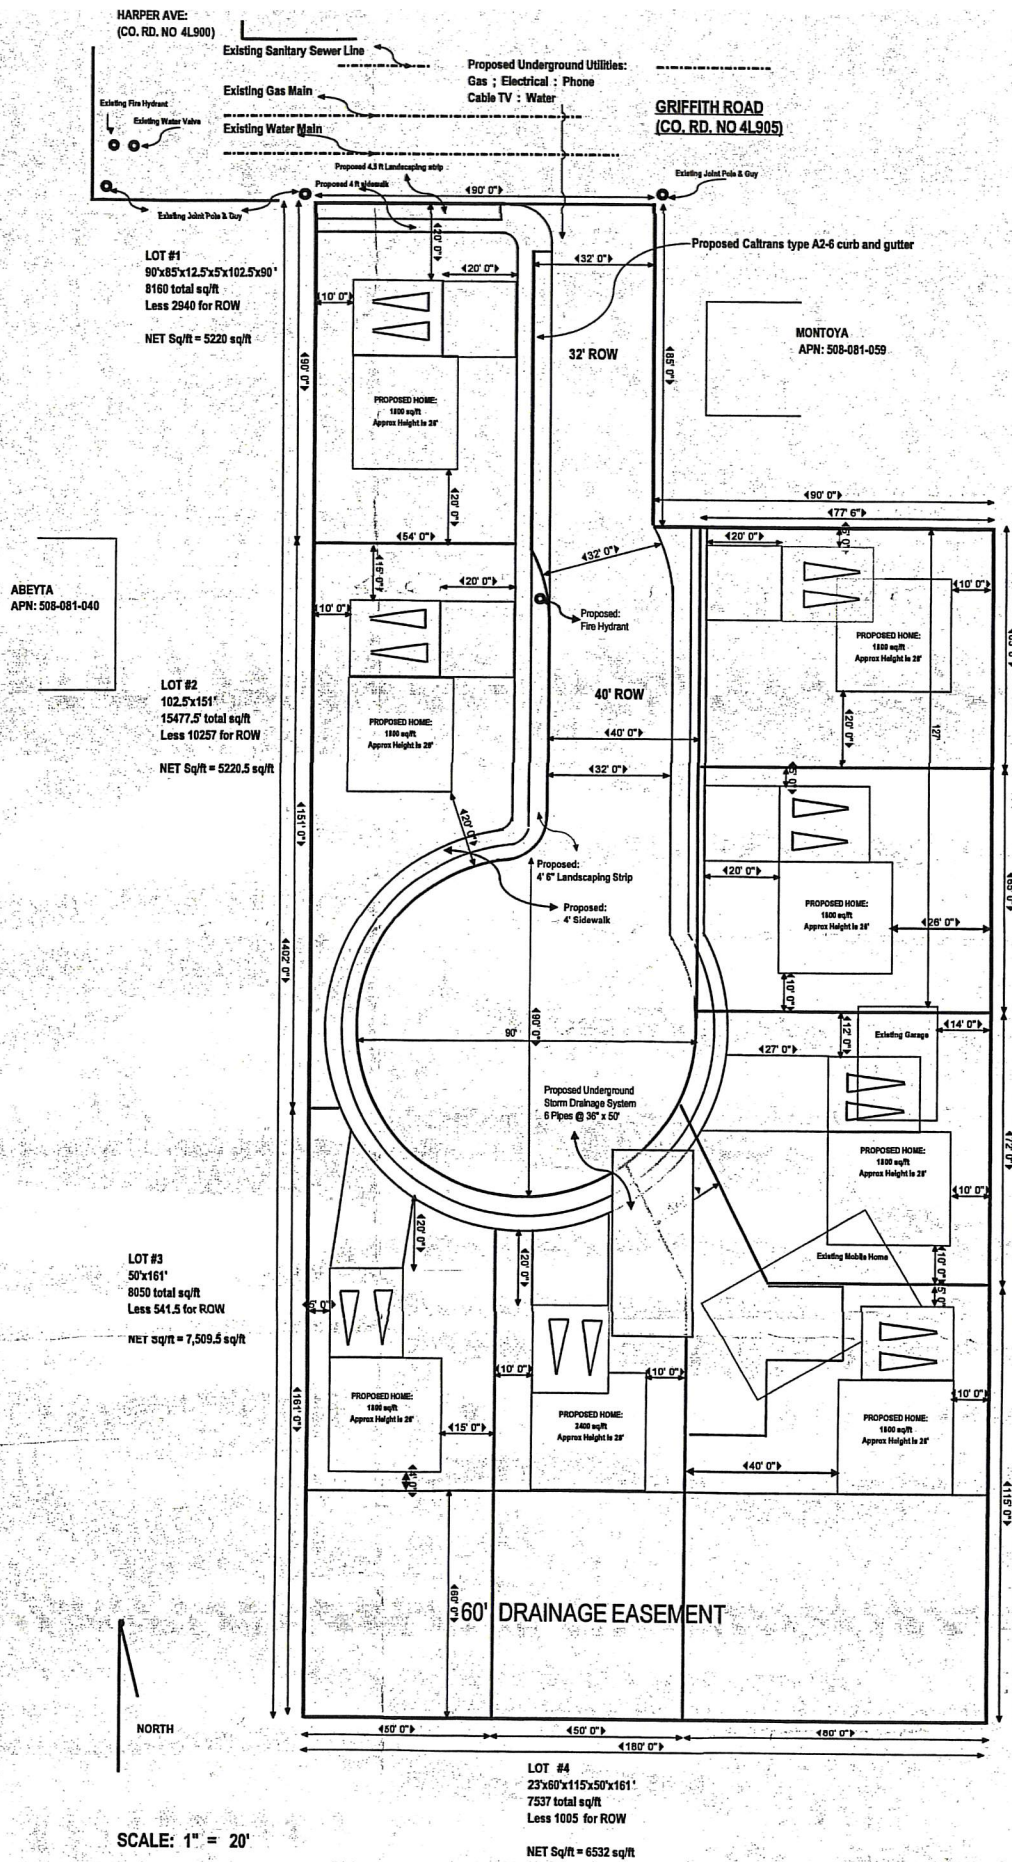 HARPER AVE:
(CO. RD. NO 4L900)
Existing Sanitary Sewer Line
Proposed Underground Utilities:
Gas ; Electrical : Phone
Cable TV : Water
Existing Gas Main
GRIFFITH ROAD
(CO. RD. NO 4L905)
Existing Fire Hydrant
Existing Water Valve
Existing Water Main
Proposed 4.5 ft Landscaping strip
Proposed 4 ft sidewalk
90' 0"
Existing Joint Pole & Guy
Existing Joint Pole & Guy
LOT #1
90'x85'x12.5'x5'x102.5'x90'
8160 total sq/ft
Less 2940 for ROW
NET Sq/ft = 5220 sq/ft
20' 0"
20' 0"
10' 0"
32' 0"
Proposed Caltrans type A2-6 curb and gutter
MONTOYA
APN: 508-081-059
32' ROW
90' 0"
85' 0"
PROPOSED HOME:
1800 sq/ft
Approx Height is 28'
20' 0"
54' 0"
90' 0"
77' 6"
ABEYTA
APN: 508-081-040
15' 0"
20' 0"
10' 0"
32' 0"
Proposed:
Fire Hydrant
20' 0"
5' 0"
10' 0"
PROPOSED HOME:
1800 sq/ft
Approx Height is 28'
20' 0"
127'
LOT #2
102.5'x151'
15477.5' total sq/ft
Less 10257 for ROW
NET Sq/ft = 5220.5 sq/ft
40' ROW
PROPOSED HOME:
1800 sq/ft
Approx Height is 28'
40' 0"
32' 0"
5' 0"
20' 0"
151' 0"
Proposed:
4' 6" Landscaping Strip
Proposed:
4' Sidewalk
20' 0"
PROPOSED HOME:
1800 sq/ft
Approx Height is 28'
26' 0"
10' 0"
402' 0"
90' 0"
90'
12' 0"
Existing Garage
14' 0"
27' 0"
Proposed Underground
Storm Drainage System
6 Pipes @ 36" x 50'
72' 0"
PROPOSED HOME:
1800 sq/ft
Approx Height is 28'
10' 0"
10' 0"
LOT #3
50'x161'
8050 total sq/ft
Less 541.5 for ROW
NET Sq/ft = 7,509.5 sq/ft
20' 0"
20' 0"
Existing Mobile Home
5' 0"
5' 0"
161' 0"
PROPOSED HOME:
1800 sq/ft
Approx Height is 28'
15' 0"
10' 0"
10' 0"
PROPOSED HOME:
2400 sq/ft
Approx Height is 28'
10' 0"
PROPOSED HOME:
1800 sq/ft
Approx Height is 28'
40' 0"
115' 0"
60' 0"
60' DRAINAGE EASEMENT
NORTH
50' 0"
50' 0"
80' 0"
180' 0"
LOT #4
23'x60'x115'x50'x161'
7537 total sq/ft
Less 1005 for ROW
NET Sq/ft = 6532 sq/ft
SCALE: 1" = 20'